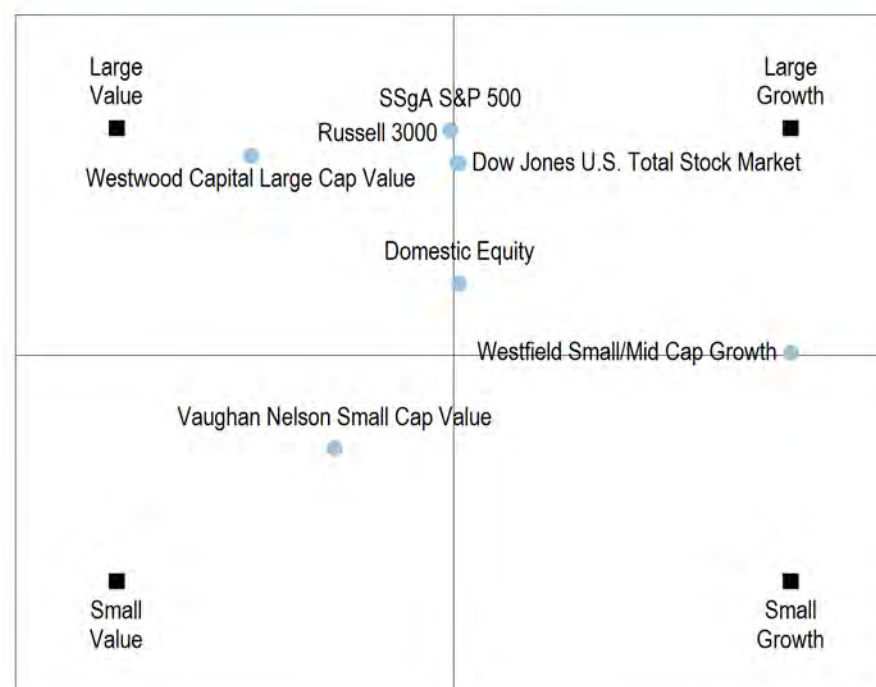 Large
Value
Large
Growth
SSgA S&P 500
Russell 3000
Dow Jones U.S. Total Stock Market
Westwood Capital Large Cap Value
Domestic Equity
Westfield Small/Mid Cap Growth
Vaughan Nelson Small Cap Value
Small
Value
Small
Growth